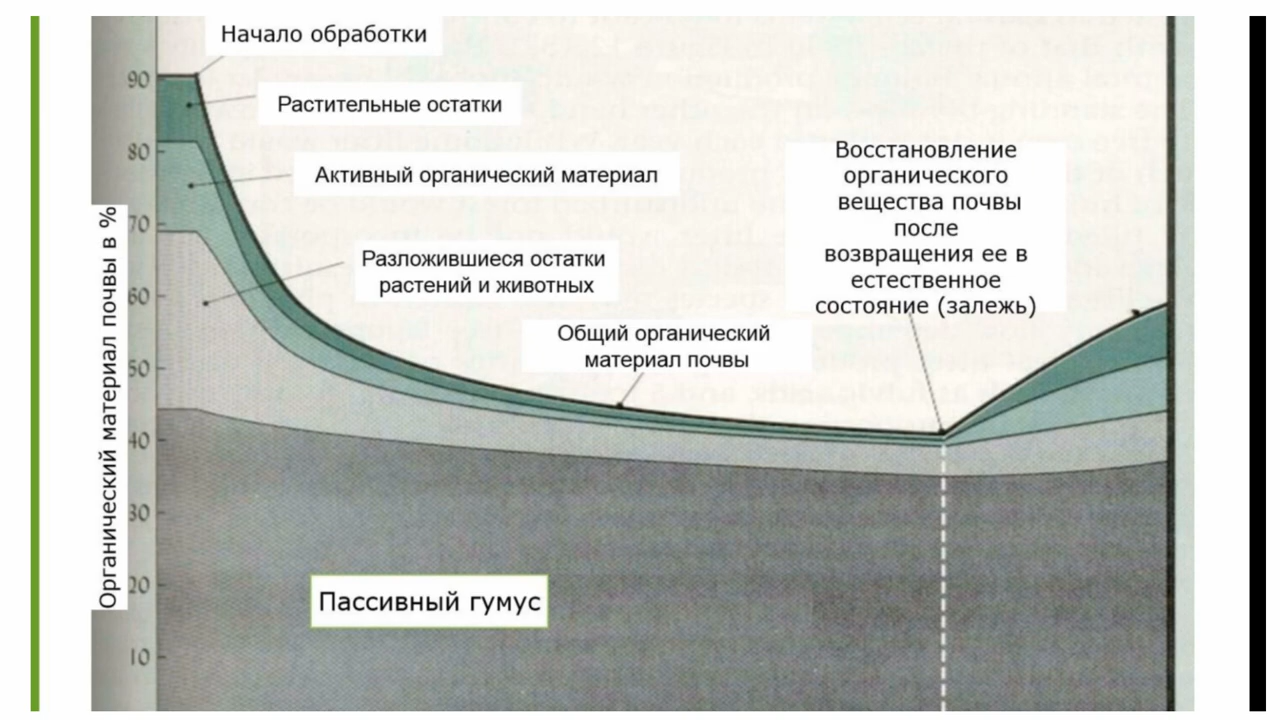 Начало обработки
Растительные остатки
Активный органический материал
Разложившиеся остатки
растений и животных
Общий органический
материал почвы
Восстановление
органического
вещества почвы
после
возвращения ее в
естественное
состояние (залежь)
Пассивный гумус
Органический материал почвы в %
90
80
70
60
50
40
30
20
10